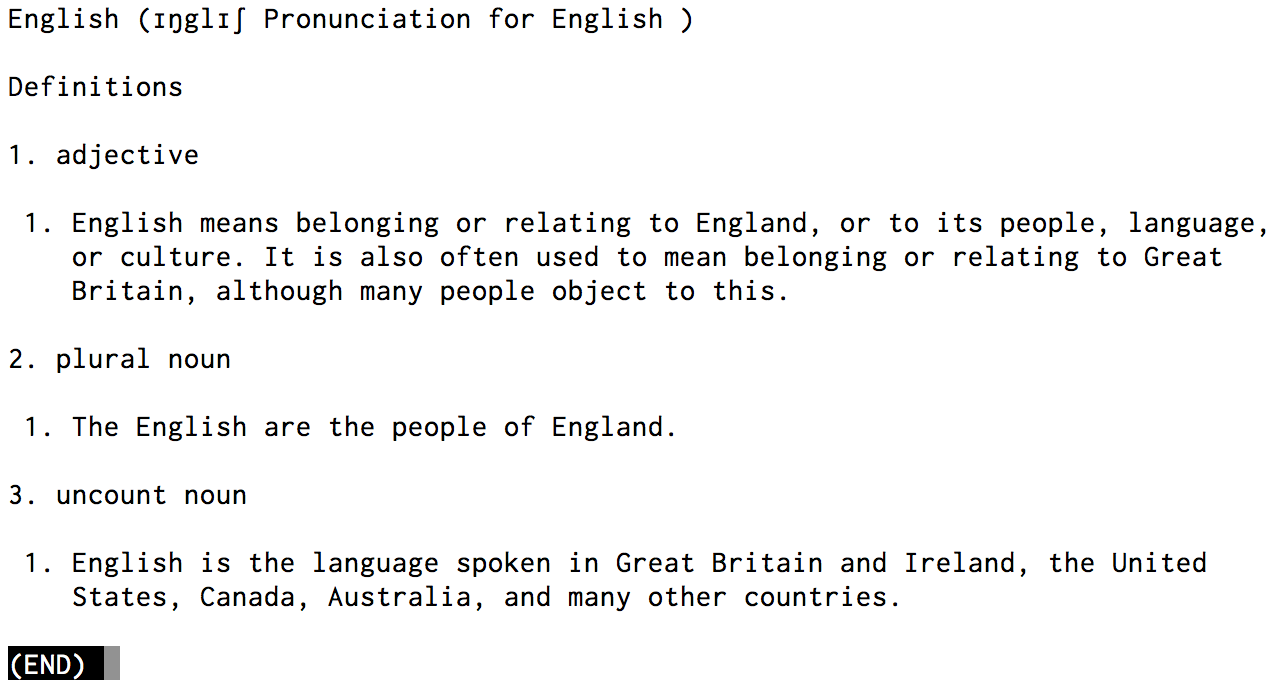 English (ɪŋglɪʃ Pronunciation for English )
Definitions
1. adjective
1. English means belonging or relating to England, or to its people, language,
or culture. It is also often used to mean belonging or relating to Great
Britain, although many people object to this.
2. plural noun
1. The English are the people of England.
3. uncount noun
1. English is the language spoken in Great Britain and Ireland, the United
States, Canada, Australia, and many other countries.
(END)